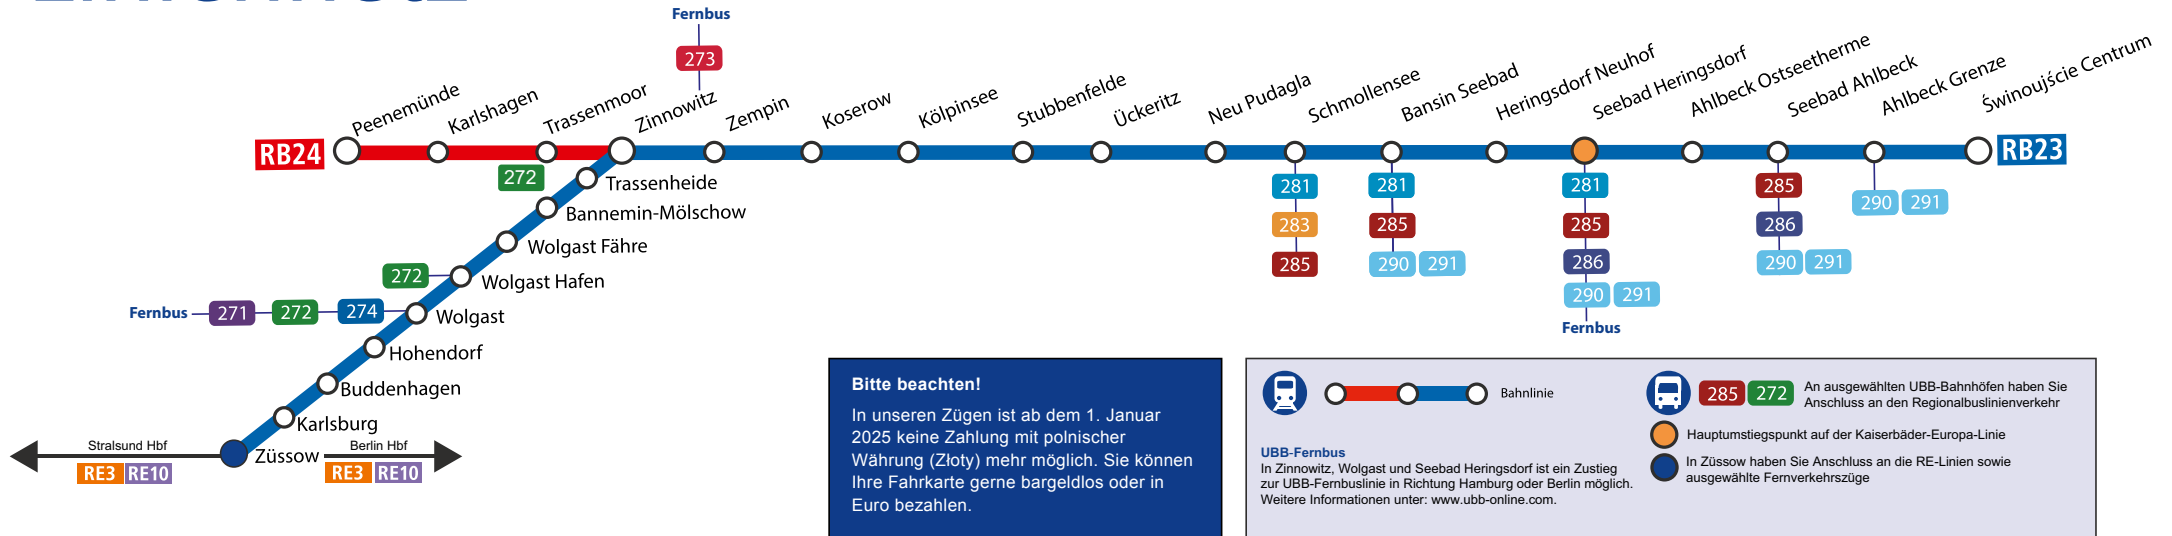 Fernbus
273
Peenemünde
Karlshagen
Trassenmoor
Zinnowitz
Zempin
Koserow
Kölpinsee
Stubbenfelde
Ückeritz
Neu Pudagla
Schmollensee
Bansin Seebad
Heringsdorf Neuhof
Seebad Heringsdorf
Ahlbeck Ostseetherme
Seebad Ahlbeck
Ahlbeck Grenze
Świnoujście Centrum
RB24
RB23
272
Trassenheide
Bannemin-Mölschow
Wolgast Fähre
272
Wolgast Hafen
Fernbus 271 272 274
Wolgast
Hohendorf
Buddenhagen
Karlsburg
Züssow
Stralsund Hbf
RE3 RE10
Berlin Hbf
RE3 RE10
281
283
285
281
285
290 291
281
285
286
290 291
Fernbus
285
286
290 291
290 291
Bitte beachten!
In unseren Zügen ist ab dem 1. Januar
2025 keine Zahlung mit polnischer
Währung (Złoty) mehr möglich. Sie können
Ihre Fahrkarte gerne bargeldlos oder in
Euro bezahlen.
Bahnlinie
UBB-Fernbus
In Zinnowitz, Wolgast und Seebad Heringsdorf ist ein Zustieg
zur UBB-Fernbuslinie in Richtung Hamburg oder Berlin möglich.
Weitere Informationen unter: www.ubb-online.com.
285 272
An ausgewählten UBB-Bahnhöfen haben Sie
Anschluss an den Regionalbuslinienverkehr
Hauptumstiegspunkt auf der Kaiserbäder-Europa-Linie
In Züssow haben Sie Anschluss an die RE-Linien sowie
ausgewählte Fernverkehrszüge